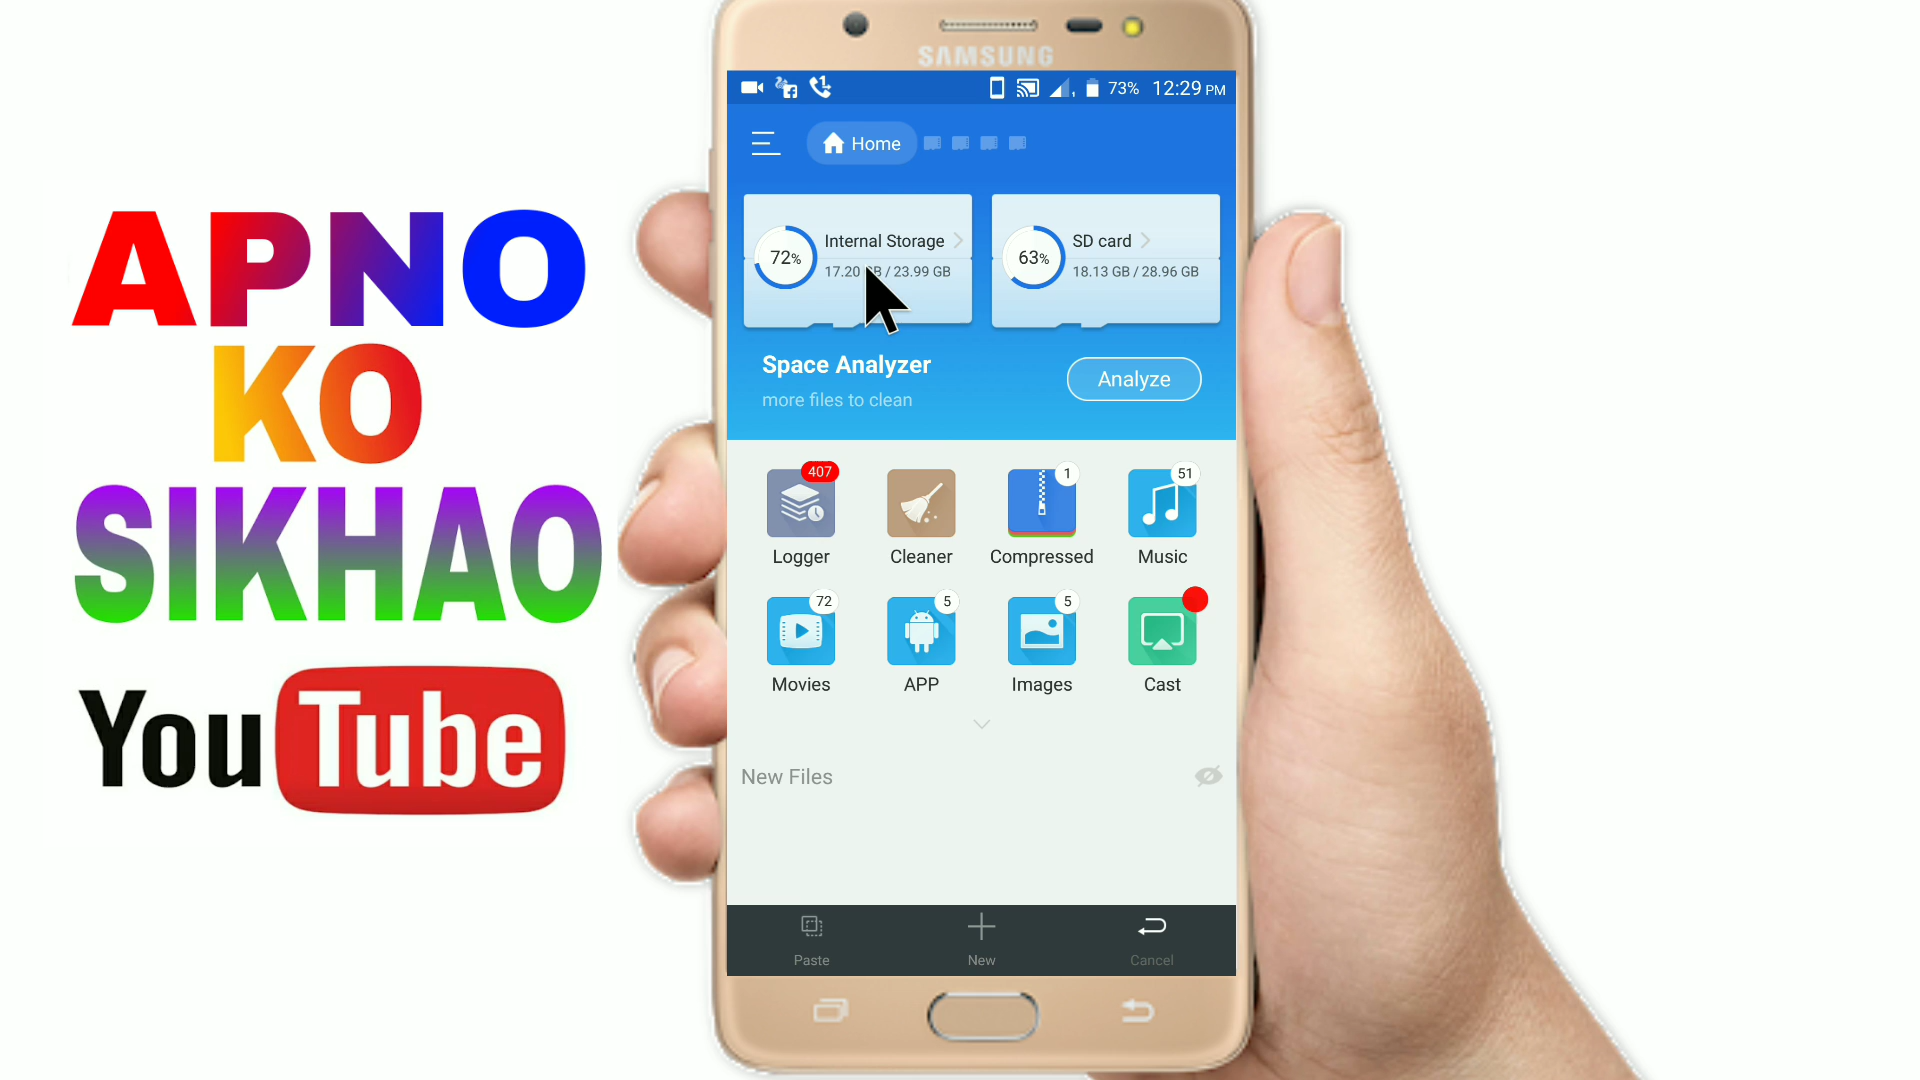 APNO
KO
SIKHAO
YouTube
SAMSUNG
1 73% 12:29 PM
Home
72% Internal Storage
17.20 GB / 23.99 GB
63% SD card
18.13 GB / 28.96 GB
Space Analyzer
more files to clean
Analyze
407 1 51
Logger Cleaner Compressed Music
72 5 5
Movies APP Images Cast
New Files
Paste New Cancel